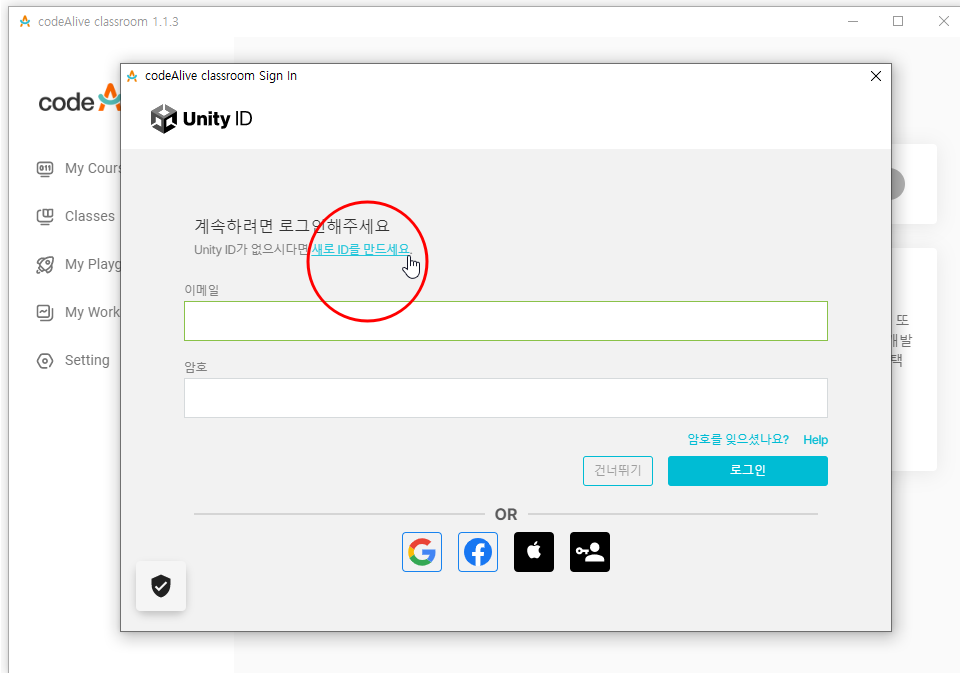 codeAlive classroom 1.1.3
codeAlive classroom Sign In
code
Unity ID
My Cours
Classes
My Playg
My Work
Setting
계속하려면 로그인해주세요
Unity ID가 없으시다면 새로 ID를 만드세요.
이메일
암호
암호를 잊으셨나요? Help
건너뛰기 로그인
OR
또
개발
택